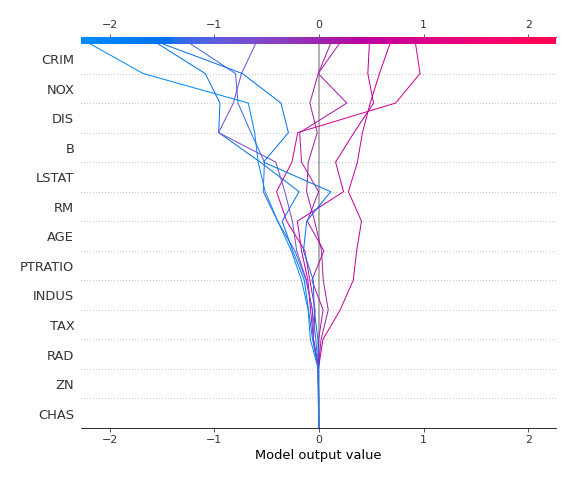 −2 −1 0 1 2
CRIM
NOX
DIS
B
LSTAT
RM
AGE
PTRATIO
INDUS
TAX
RAD
ZN
CHAS
−2 −1 0 1 2
Model output value